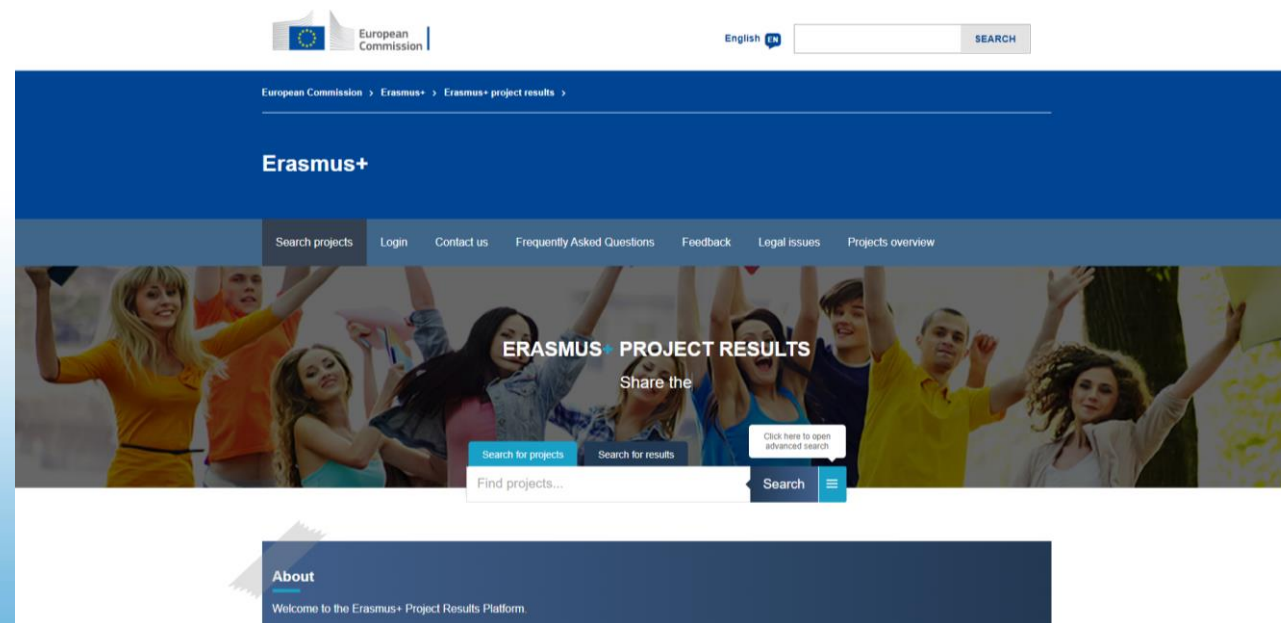 European
Commission
English EN
SEARCH
European Commission > Erasmus+ > Erasmus+ project results >
Erasmus+
Search projects Login Contact us Frequently Asked Questions Feedback Legal issues Projects overview
ERASMUS+ PROJECT RESULTS
Share the
Click here to open
advanced search
Search for projects Search for results
Find projects... Search
About
Welcome to the Erasmus+ Project Results Platform.